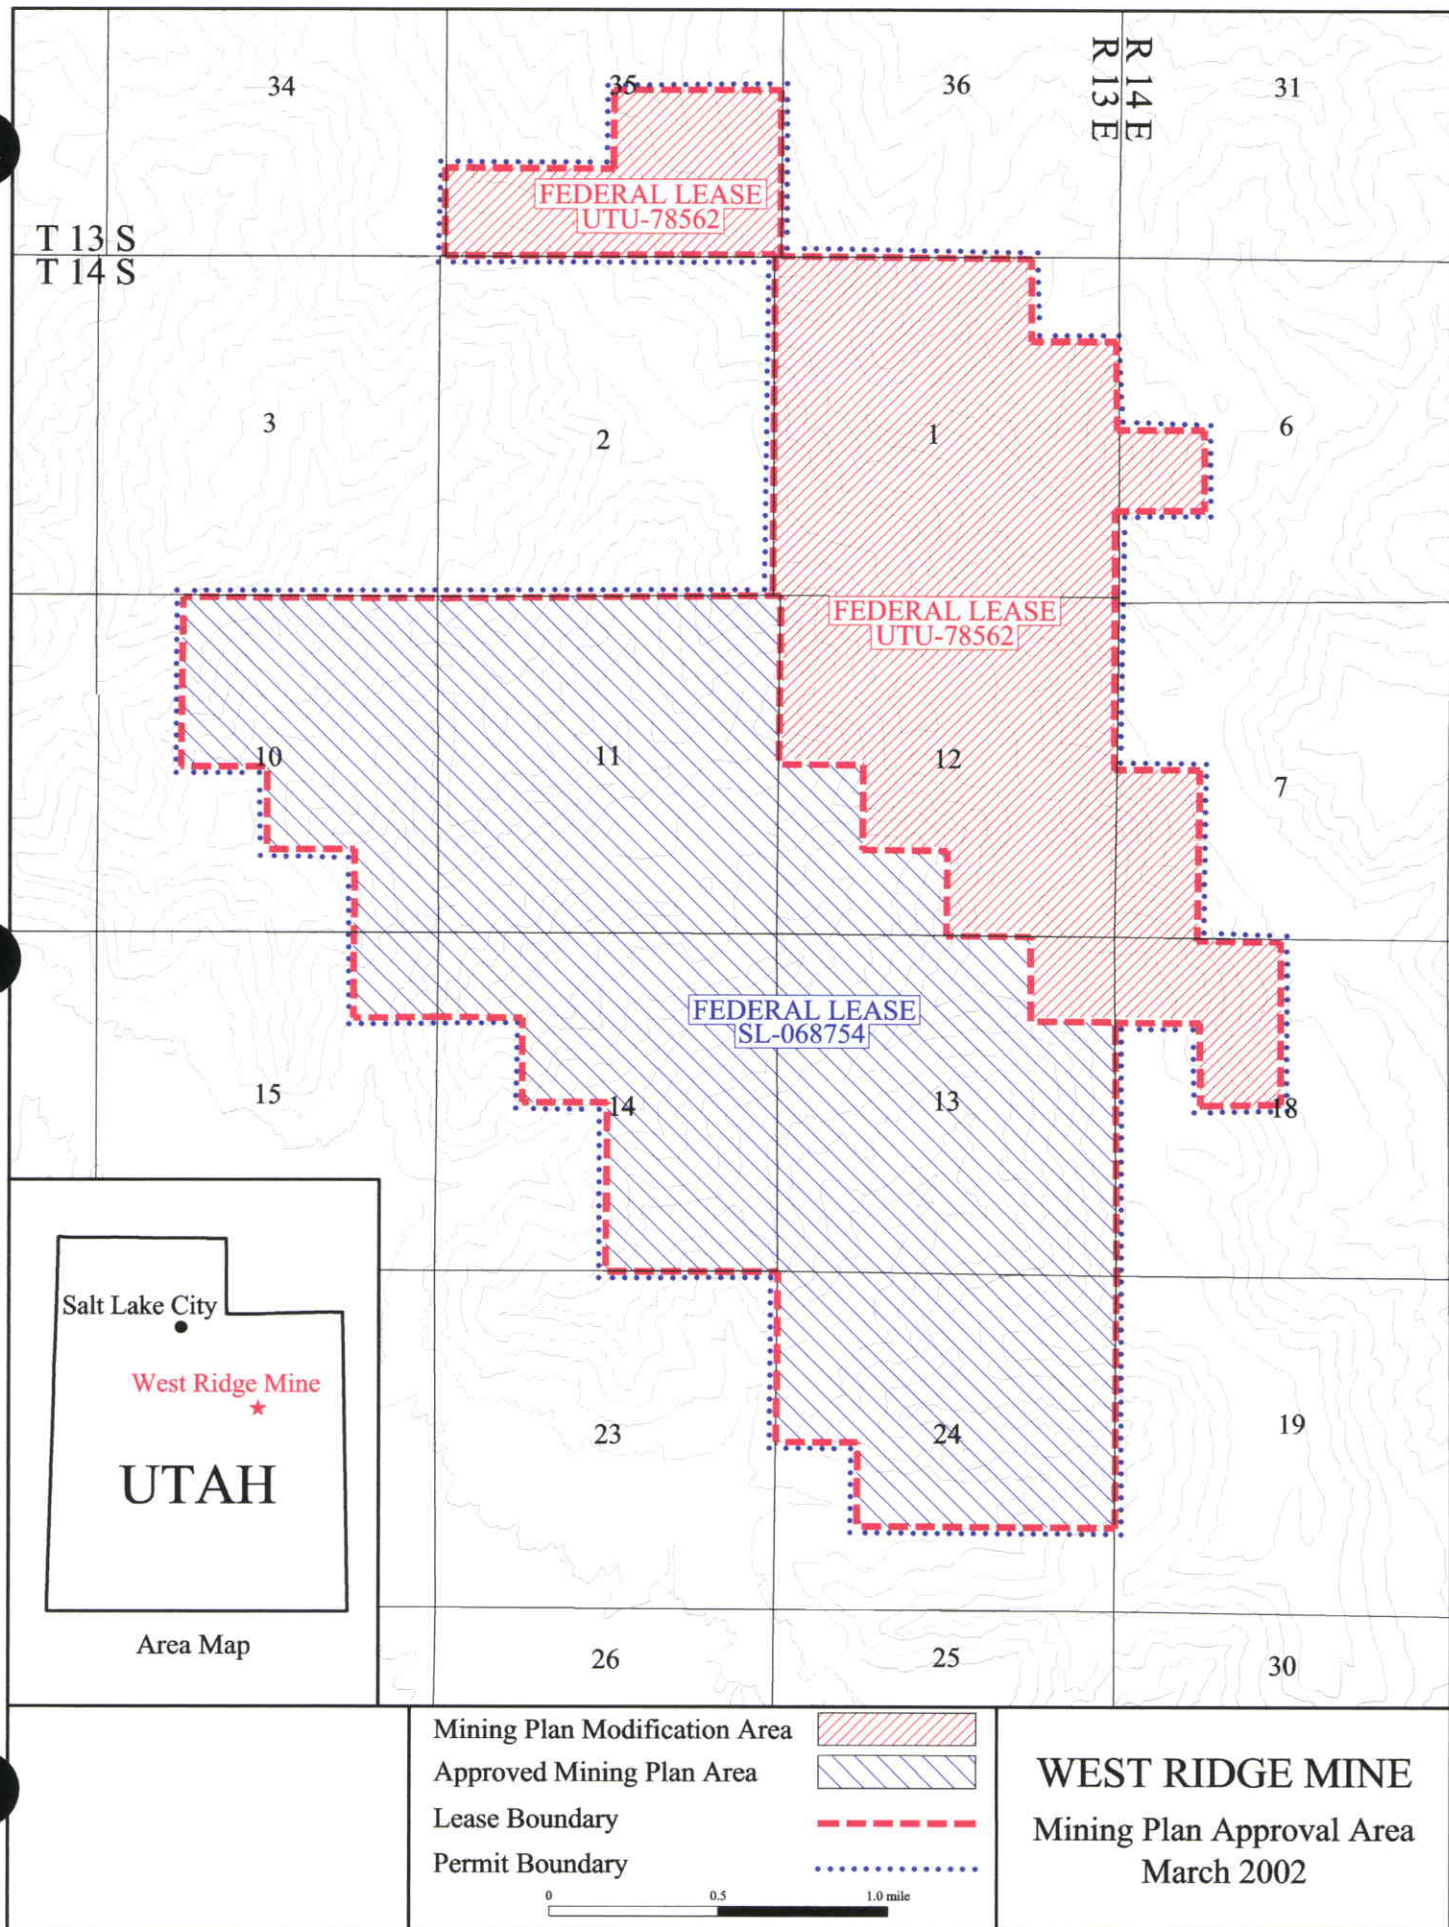 34
35
36
R 14 E
R 13 E
31
FEDERAL LEASE
UTU-78562
T 13 S
T 14 S
3
2
1
6
FEDERAL LEASE
UTU-78562
10
11
12
7
FEDERAL LEASE
SL-068754
15
14
13
18
Salt Lake City
West Ridge Mine
UTAH
Area Map
23
24
19
26
25
30
Mining Plan Modification Area
Approved Mining Plan Area
Lease Boundary
Permit Boundary
0 0.5 1.0 mile
WEST RIDGE MINE
Mining Plan Approval Area
March 2002